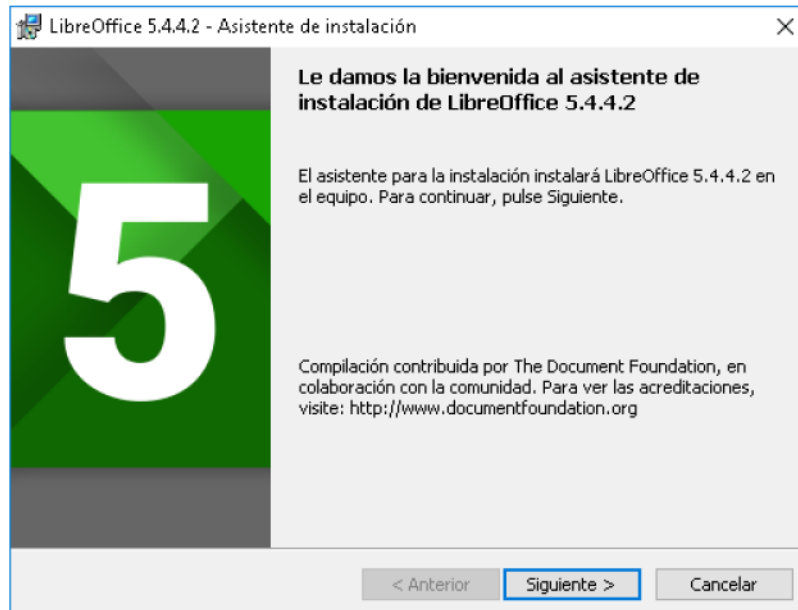 LibreOffice 5.4.4.2 - Asistente de instalación
5
Le damos la bienvenida al asistente de
instalación de LibreOffice 5.4.4.2
El asistente para la instalación instalará LibreOffice 5.4.4.2 en
el equipo. Para continuar, pulse Siguiente.
Compilación contribuida por The Document Foundation, en
colaboración con la comunidad. Para ver las acreditaciones,
visite: http://www.documentfoundation.org
< Anterior
Siguiente >
Cancelar